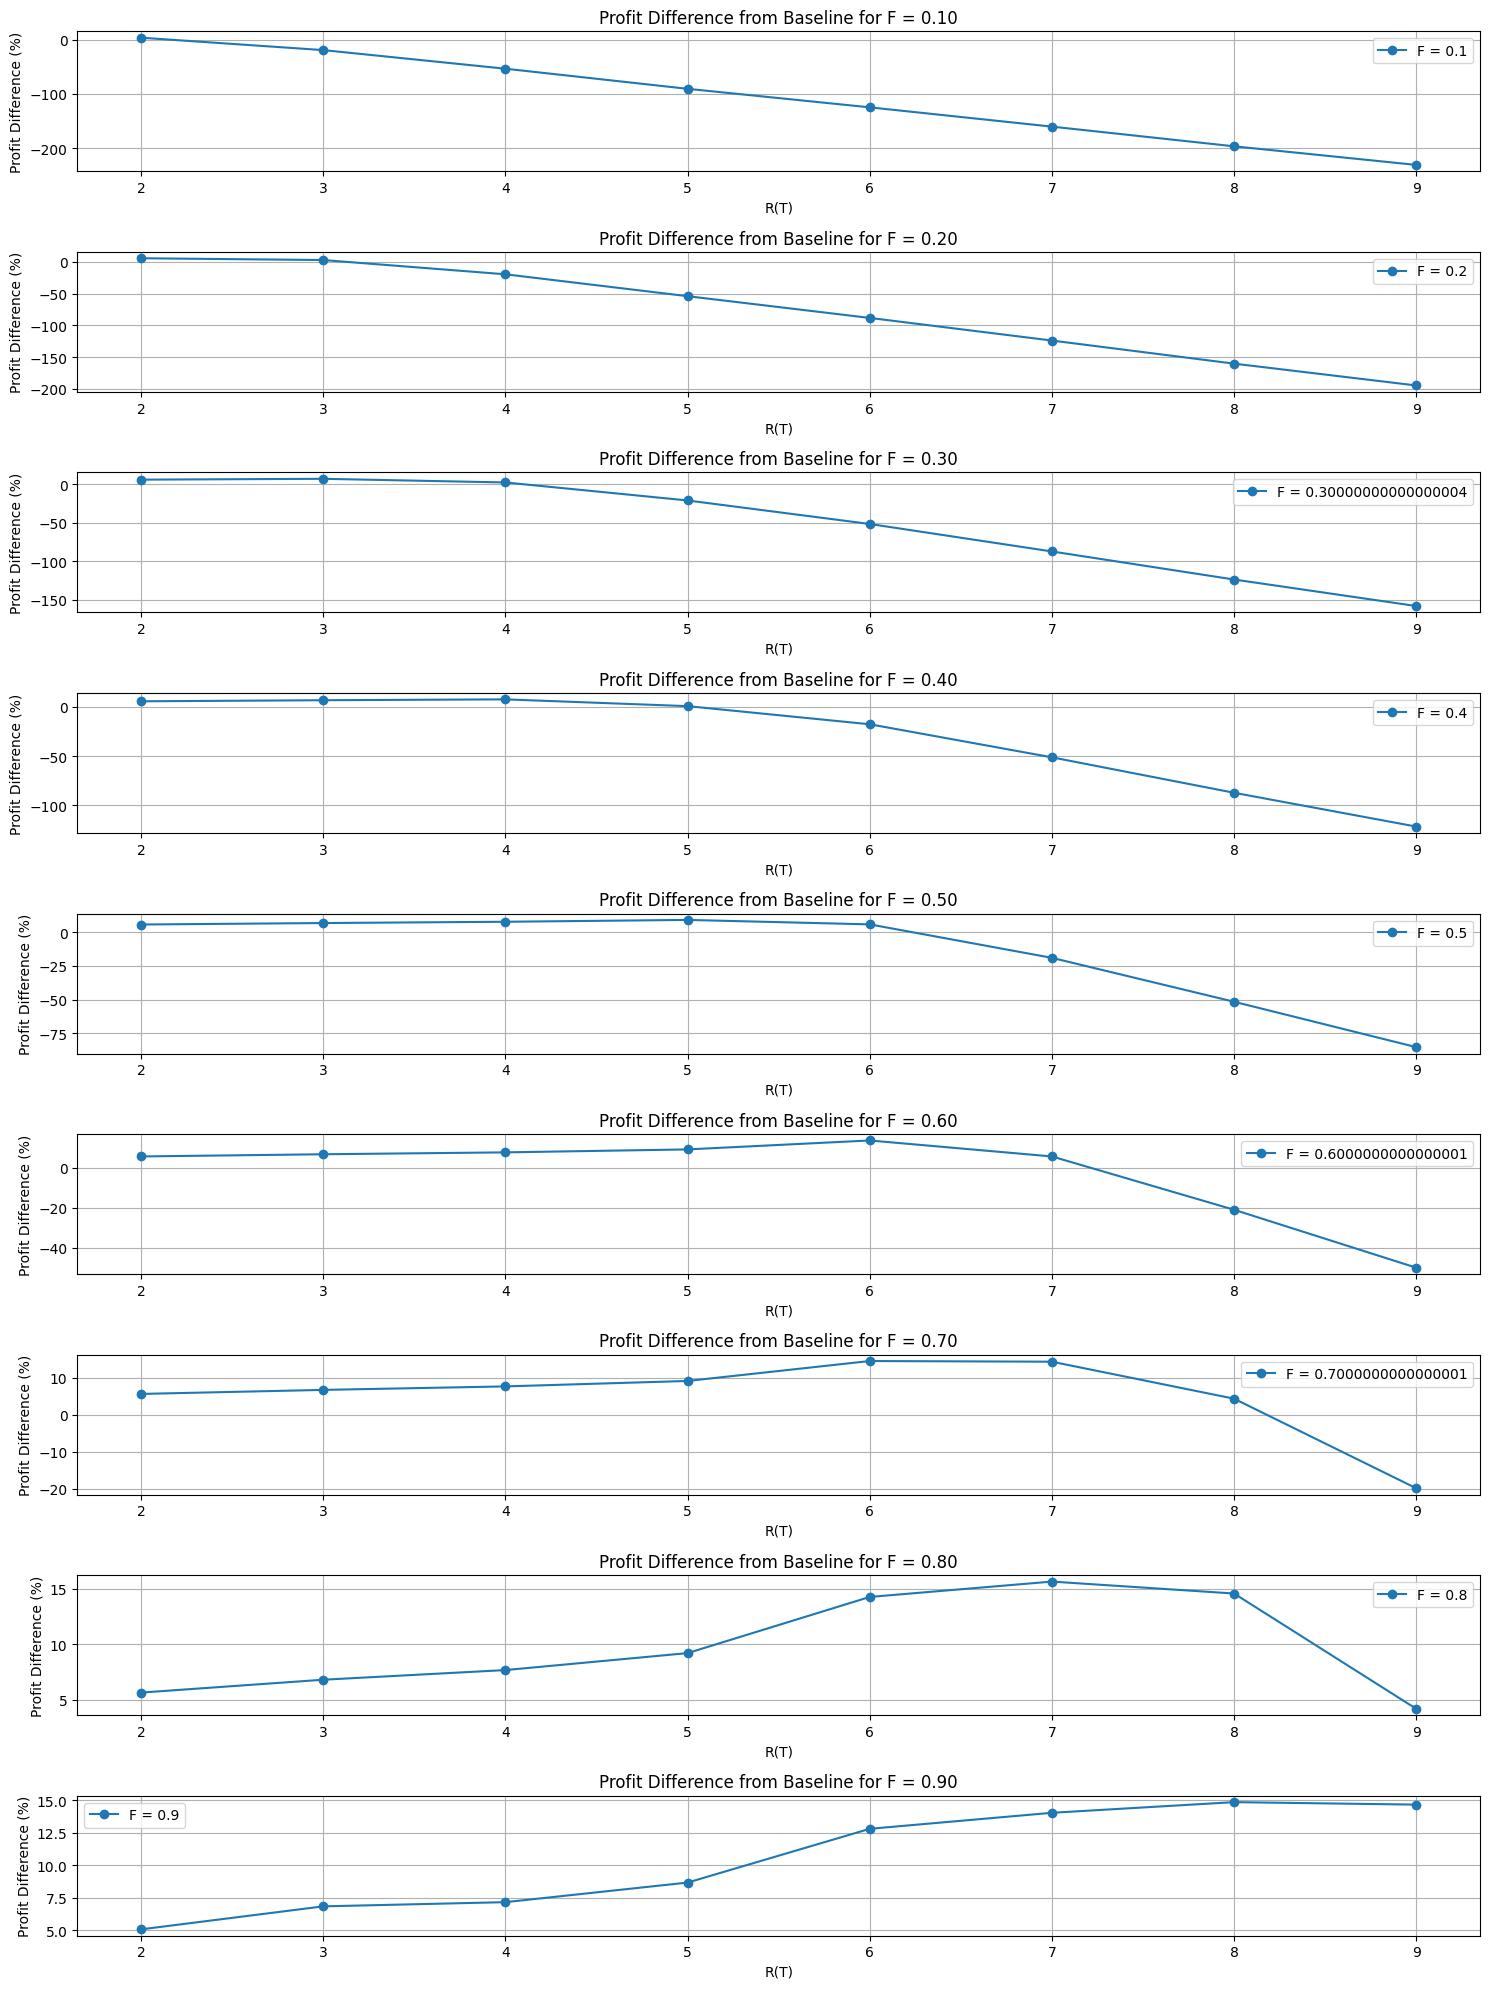 Profit Difference from Baseline for F = 0.10
Profit Difference (%)
0
−100
−200
F = 0.1
2 3 4 5 6 7 8 9
R(T)
Profit Difference from Baseline for F = 0.20
Profit Difference (%)
0
−50
−100
−150
−200
F = 0.2
2 3 4 5 6 7 8 9
R(T)
Profit Difference from Baseline for F = 0.30
Profit Difference (%)
0
−50
−100
−150
F = 0.30000000000000004
2 3 4 5 6 7 8 9
R(T)
Profit Difference from Baseline for F = 0.40
Profit Difference (%)
0
−50
−100
F = 0.4
2 3 4 5 6 7 8 9
R(T)
Profit Difference from Baseline for F = 0.50
Profit Difference (%)
0
−25
−50
−75
F = 0.5
2 3 4 5 6 7 8 9
R(T)
Profit Difference from Baseline for F = 0.60
Profit Difference (%)
0
−20
−40
F = 0.6000000000000001
2 3 4 5 6 7 8 9
R(T)
Profit Difference from Baseline for F = 0.70
Profit Difference (%)
10
0
−10
−20
F = 0.7000000000000001
2 3 4 5 6 7 8 9
R(T)
Profit Difference from Baseline for F = 0.80
Profit Difference (%)
15
10
5
F = 0.8
2 3 4 5 6 7 8 9
R(T)
Profit Difference from Baseline for F = 0.90
Profit Difference (%)
15.0
12.5
10.0
7.5
5.0
F = 0.9
2 3 4 5 6 7 8 9
R(T)